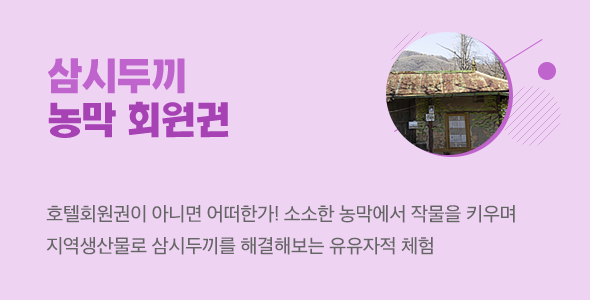 삼시두끼
농막 회원권
호텔회원권이 아니면 어떠한가! 소소한 농막에서 작물을 키우며
지역생산물로 삼시두끼를 해결해보는 유유자적 체험